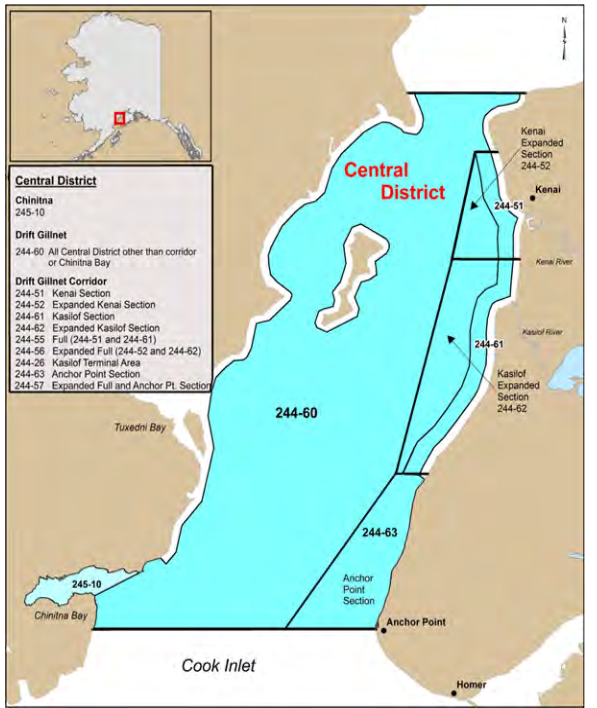 N
Central District
Chinitna
245-10
Drift Gillnet
244-60 All Central District other than corridor
or Chinitna Bay
Drift Gillnet Corridor
244-51 Kenai Section
244-52 Expanded Kenai Section
244-61 Kasilof Section
244-62 Expanded Kasilof Section
244-55 Full (244-51 and 244-61)
244-56 Expanded Full (244-52 and 244-62)
244-26 Kasilof Terminal Area
244-63 Anchor Point Section
244-57 Expanded Full and Anchor Pt. Section
Central
District
Kenai
Expanded
Section
244-52
Kenai
244-51
Kenai River
Kasilof River
244-61
Kasilof
Expanded
Section
244-62
244-60
Tuxedni Bay
244-63
Anchor
Point
Section
245-10
Chinitna Bay
Anchor Point
Cook Inlet
Homer